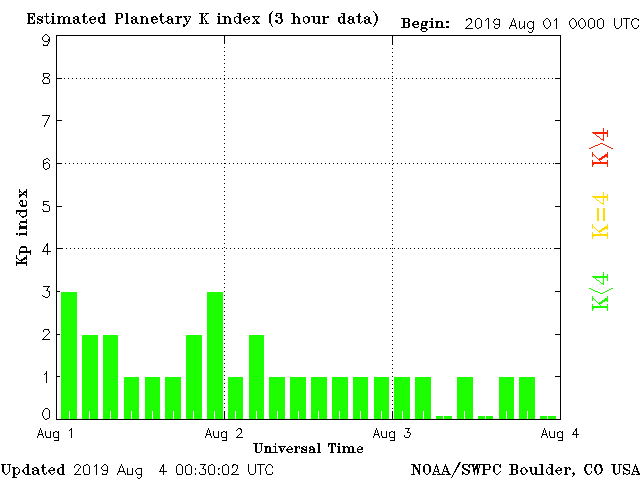 Estimated Planetary K index (3 hour data)
Begin: 2019 Aug 01 0000 UTC
9
8
7
6
5
4
3
2
1
0
Kp index
K>4
K=4
K<4
Aug 1 Aug 2 Aug 3 Aug 4
Universal Time
Updated 2019 Aug 4 00:30:02 UTC
NOAA/SWPC Boulder, CO USA